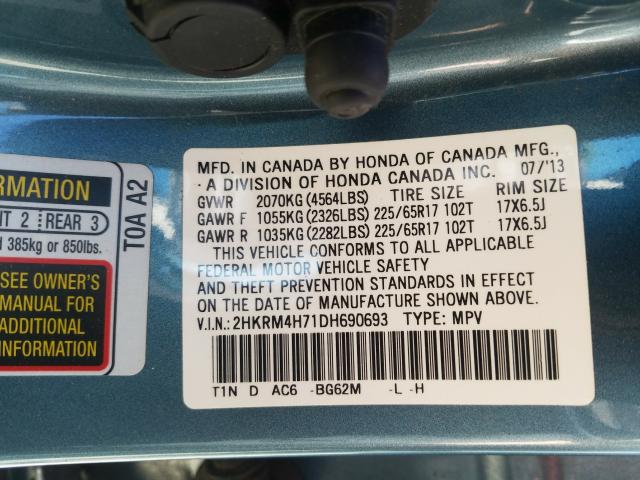 RMATION
NT 2 REAR 3
385kg or 850lbs.
SEE OWNER'S
MANUAL FOR
ADDITIONAL
INFORMATION
T0A A2
MFD. IN CANADA BY HONDA OF CANADA MFG.,
· A DIVISION OF HONDA CANADA INC. 07/'13
GVWR 2070KG (4564LBS) TIRE SIZE RIM SIZE
GAWR F 1055KG (2326LBS) 225/65R17 102T 17X6.5J
GAWR R 1035KG (2282LBS) 225/65R17 102T 17X6.5J
THIS VEHICLE CONFORMS TO ALL APPLICABLE
FEDERAL MOTOR VEHICLE SAFETY
AND THEFT PREVENTION STANDARDS IN EFFECT
ON THE DATE OF MANUFACTURE SHOWN ABOVE.
V.I.N.: 2HKRM4H71DH690693 TYPE: MPV
T1N D AC6 -BG62M -L -H